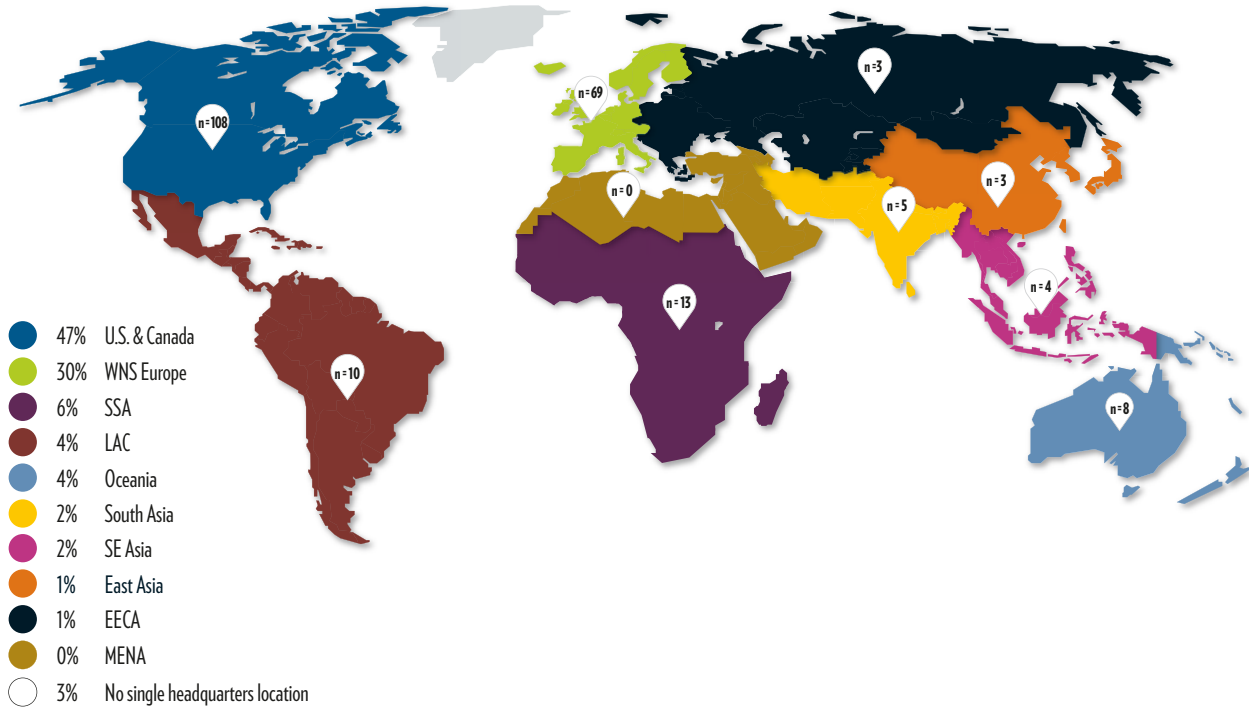 n=3
n=69
n=108
n=0
n=3
n=5
n=4
n=13
n=10
n=8
47% U.S. & Canada
30% WNS Europe
6% SSA
4% LAC
4% Oceania
2% South Asia
2% SE Asia
1% East Asia
1% EECA
0% MENA
3% No single headquarters location